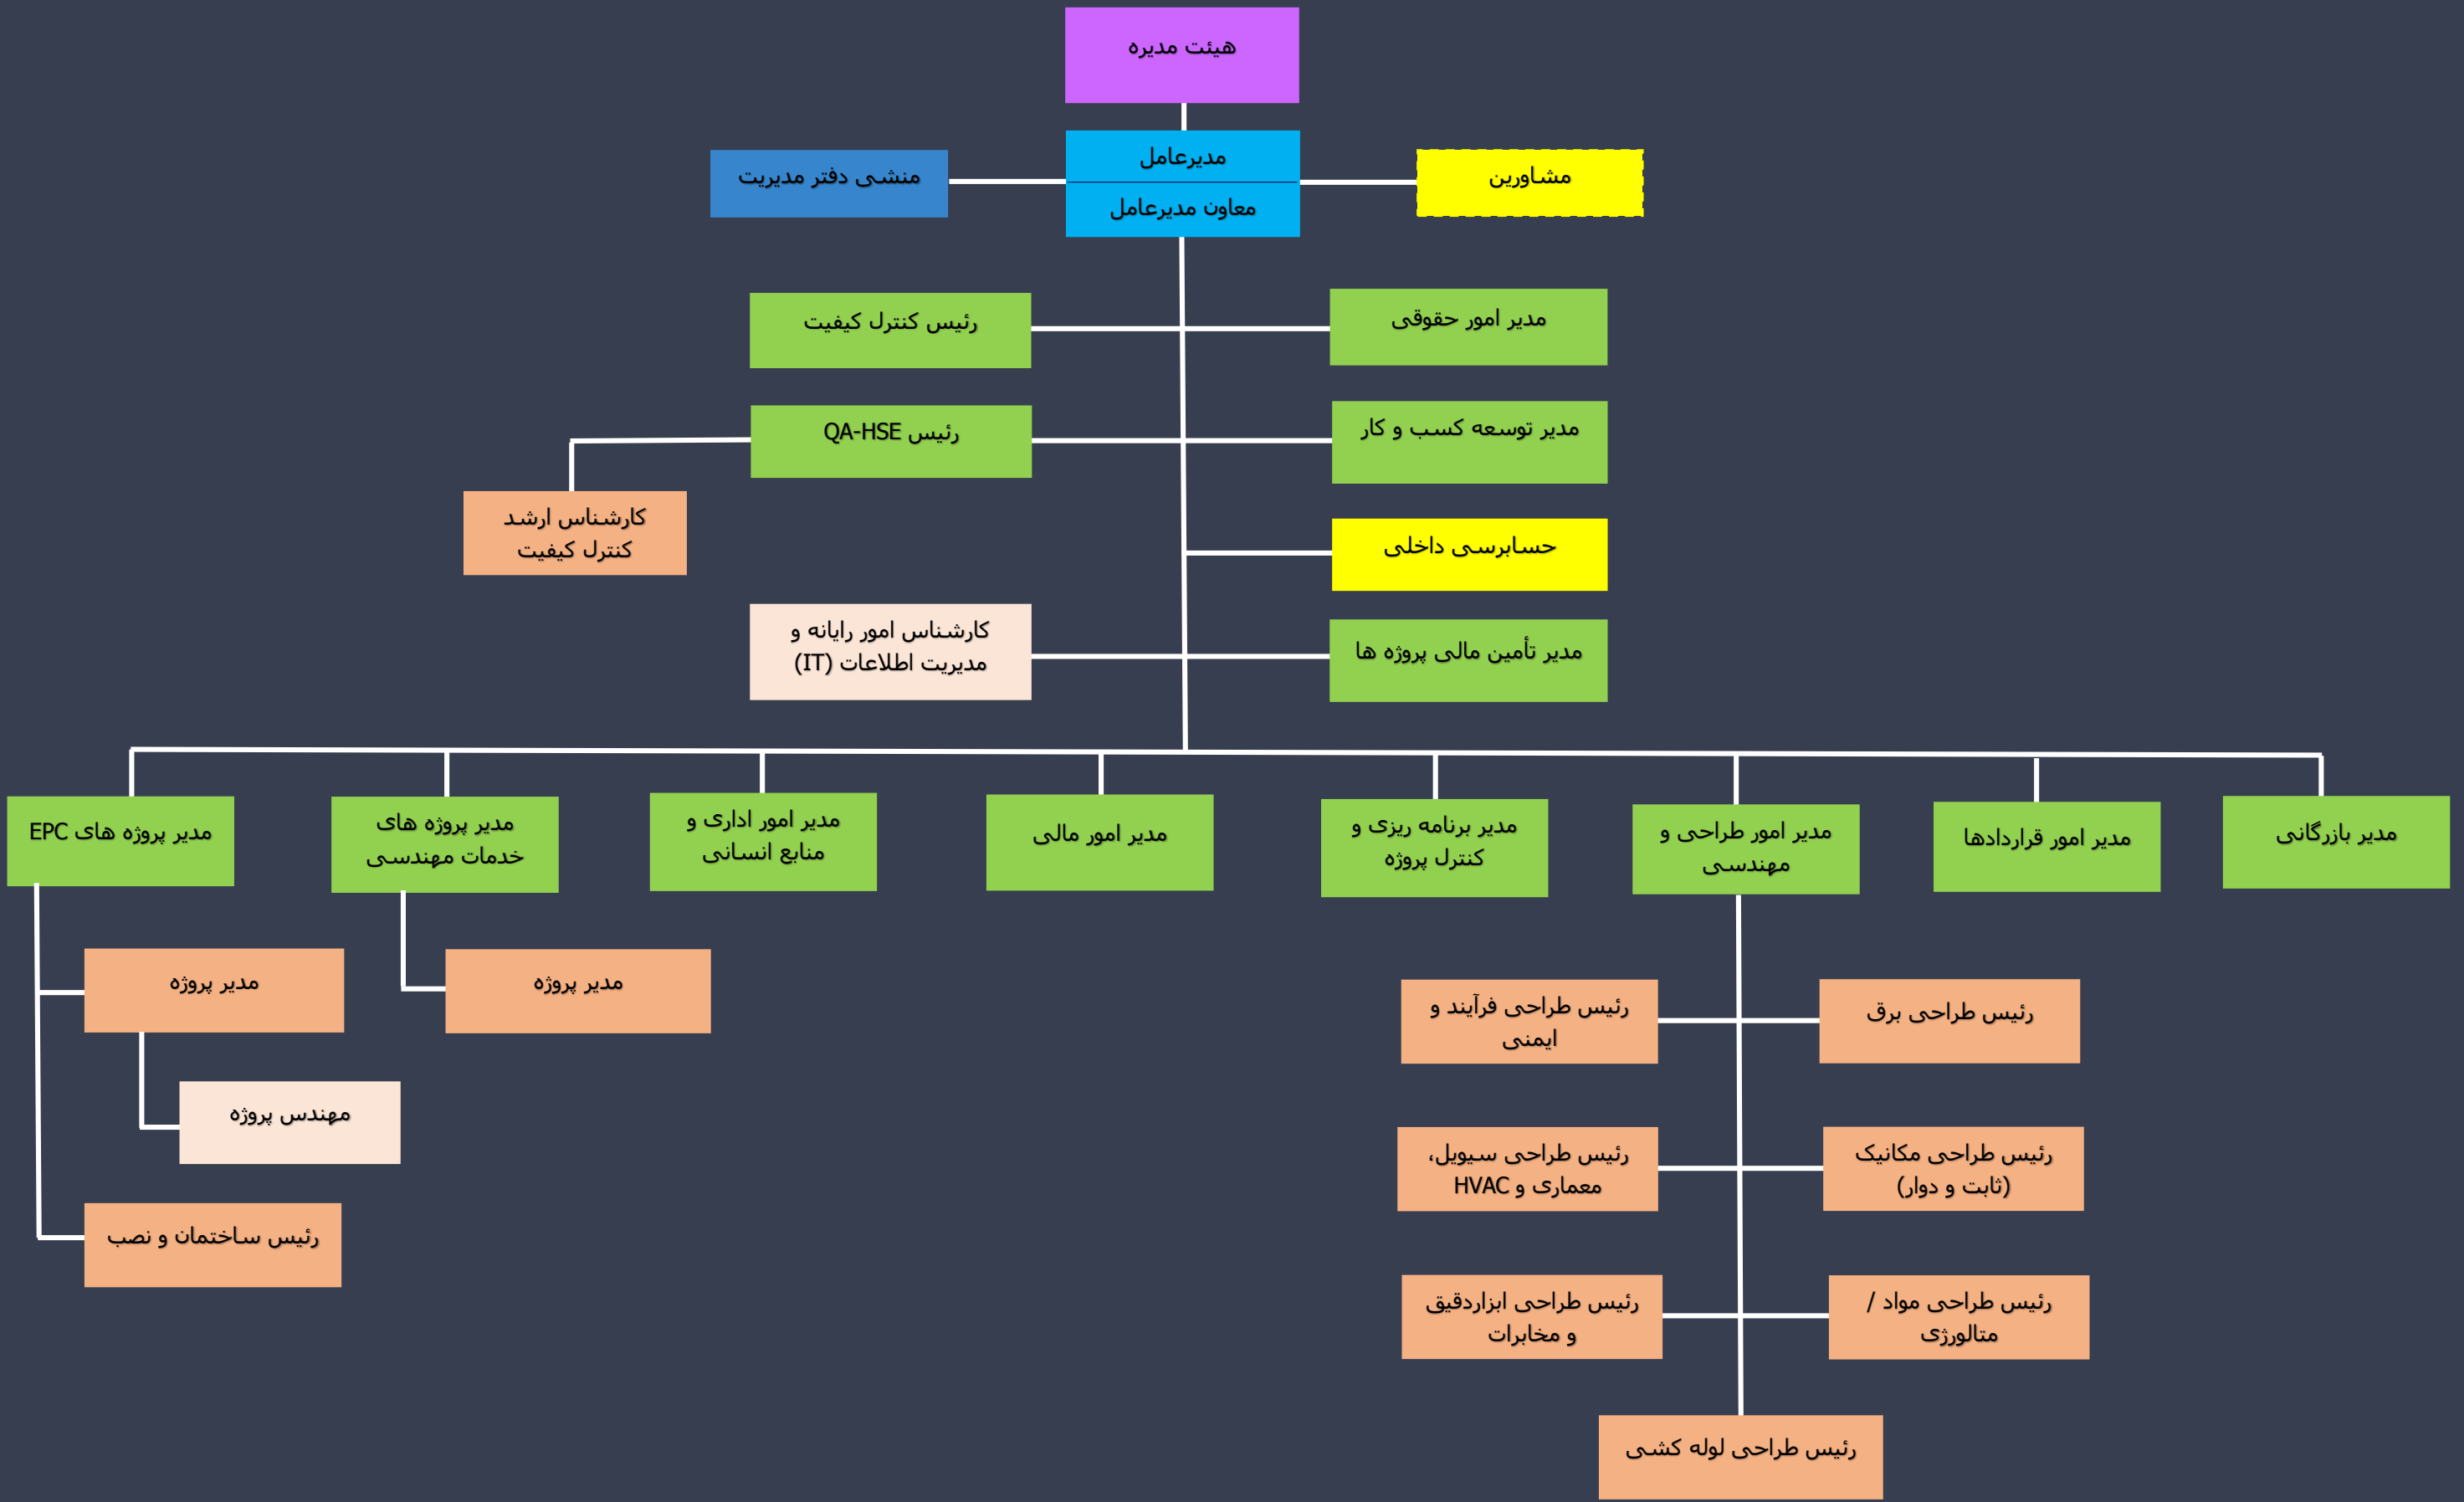 هیئت مدیره
مدیرعامل
معاون مدیرعامل
مشاورین
منشی دفتر مدیریت
مدیر امور حقوقی
رئیس کنترل کیفیت
مدیر توسعه کسب و کار
رئیس QA-HSE
کارشناس ارشد
کنترل کیفیت
حسابرسی داخلی
مدیر تأمین مالی پروژه ها
کارشناس امور رایانه و
مدیریت اطلاعات (IT)
مدیر بازرگانی
مدیر امور قراردادها
مدیر امور طراحی و
مهندسی
مدیر برنامه ریزی و
کنترل پروژه
مدیر امور مالی
مدیر امور اداری و
منابع انسانی
مدیر پروژه های
خدمات مهندسی
مدیر پروژه های EPC
رئیس طراحی برق
رئیس طراحی فرآیند و
ایمنی
رئیس طراحی مکانیک
(ثابت و دوار)
رئیس طراحی سیویل،
معماری و HVAC
رئیس طراحی مواد /
متالورژی
رئیس طراحی ابزاردقیق
و مخابرات
رئیس طراحی لوله کشی
مدیر پروژه
مدیر پروژه
مهندس پروژه
رئیس ساختمان و نصب